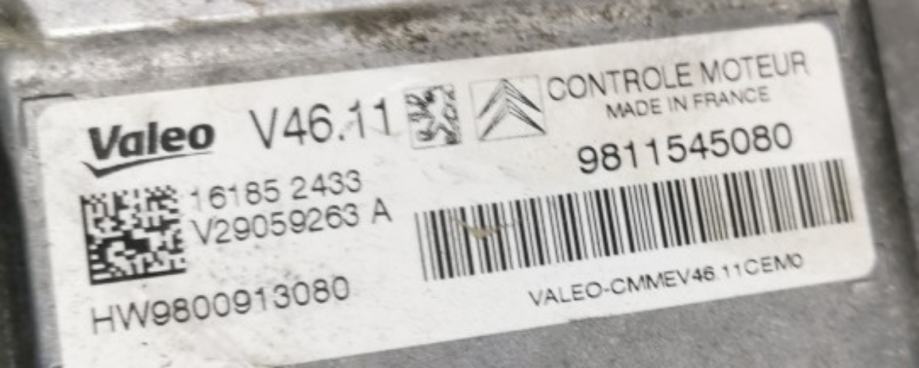 Valeo V46.11
CONTROLE MOTEUR
MADE IN FRANCE
9811545080
16185 2433
V29059263 A
HW9800913080
VALEO-CMMEV46.11CEM0